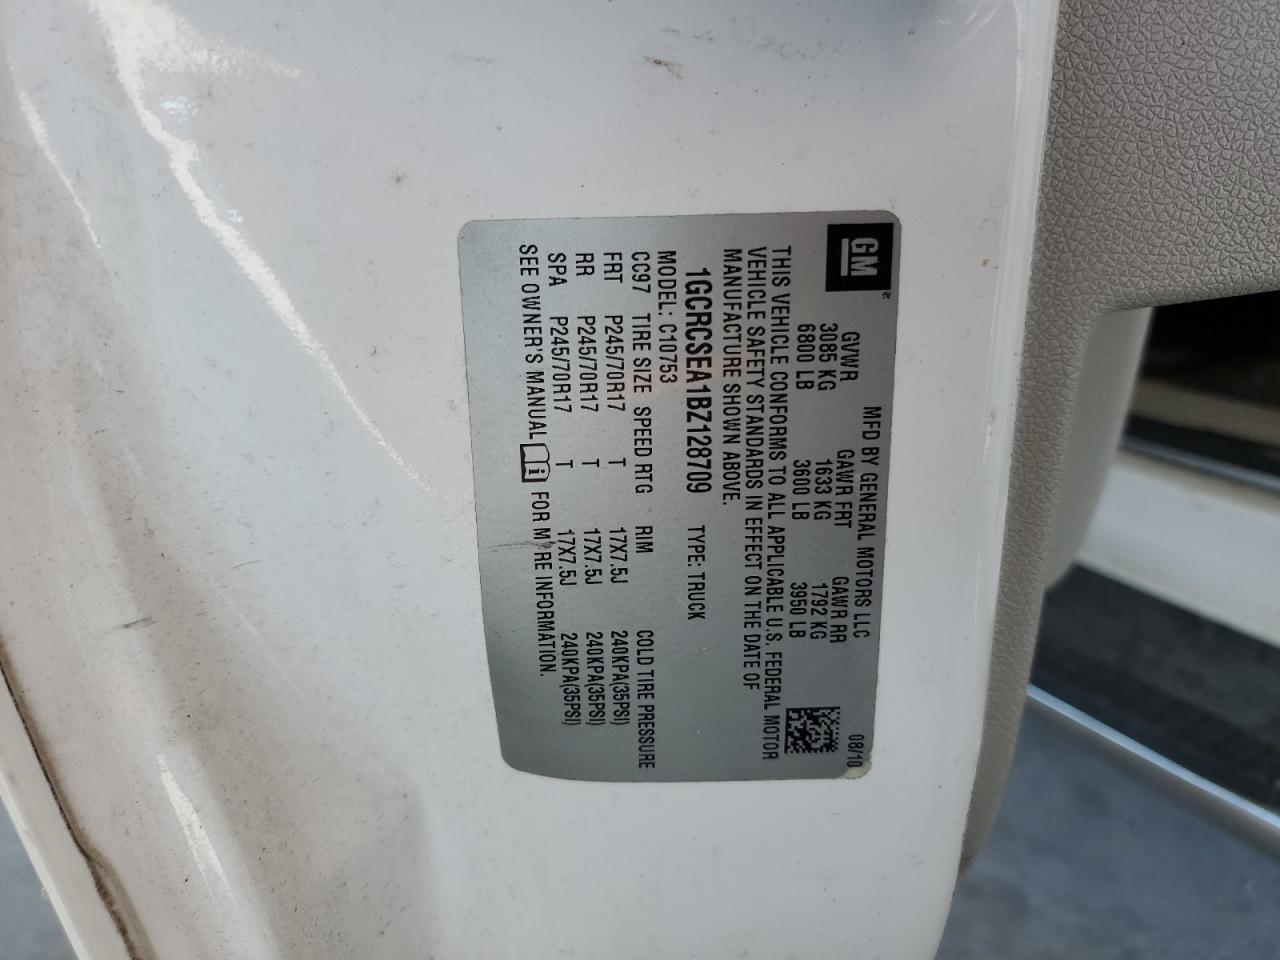 GM
MFD BY GENERAL MOTORS LLC 08/10
GVWR GAWR FRT GAWR RR
3085 KG 1633 KG 1792 KG
6800 LB 3600 LB 3950 LB
THIS VEHICLE CONFORMS TO ALL APPLICABLE U.S. FEDERAL MOTOR
VEHICLE SAFETY STANDARDS IN EFFECT ON THE DATE OF
MANUFACTURE SHOWN ABOVE.
1GCRCSEA1BZ128709 TYPE: TRUCK
MODEL: C10753
CC97 TIRE SIZE SPEED RTG RIM COLD TIRE PRESSURE
FRT P245/70R17 T 17X7.5J 240KPA(35PSI)
RR P245/70R17 T 17X7.5J 240KPA(35PSI)
SPA P245/70R17 T 17X7.5J 240KPA(35PSI)
SEE OWNER'S MANUAL i FOR MORE INFORMATION.